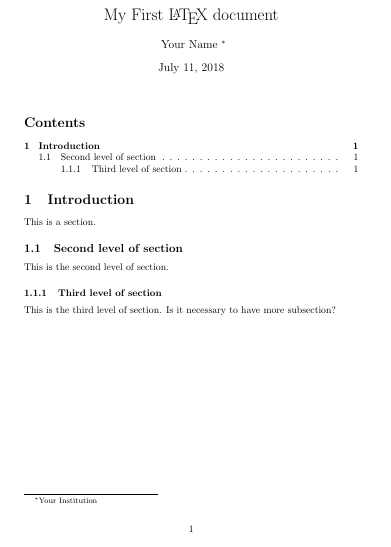 My First LATEX document
Your Name *
July 11, 2018
Contents
1 Introduction 1
1.1 Second level of section . . . . . . . . . . . . . . . . . . . . . . . . . 1
1.1.1 Third level of section . . . . . . . . . . . . . . . . . . . . . . 1
1 Introduction
This is a section.
1.1 Second level of section
This is the second level of section.
1.1.1 Third level of section
This is the third level of section. Is it necessary to have more subsection?
*Your Institution
1